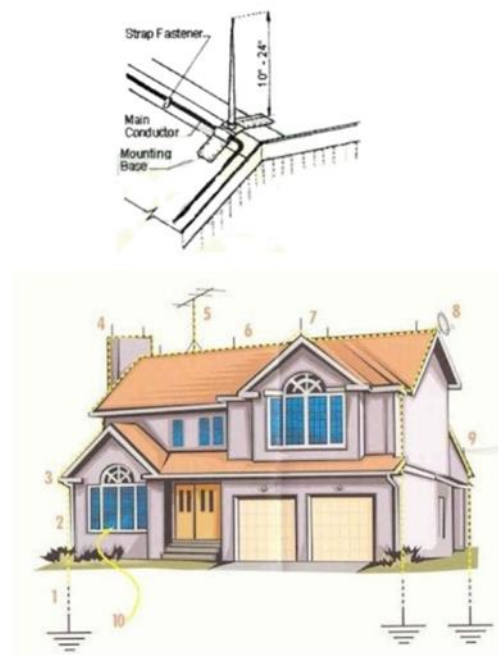 Strap Fastener
10" - 24"
Main
Conductor
Mounting
Base
4
5
6
7
8
3
9
2
1
10